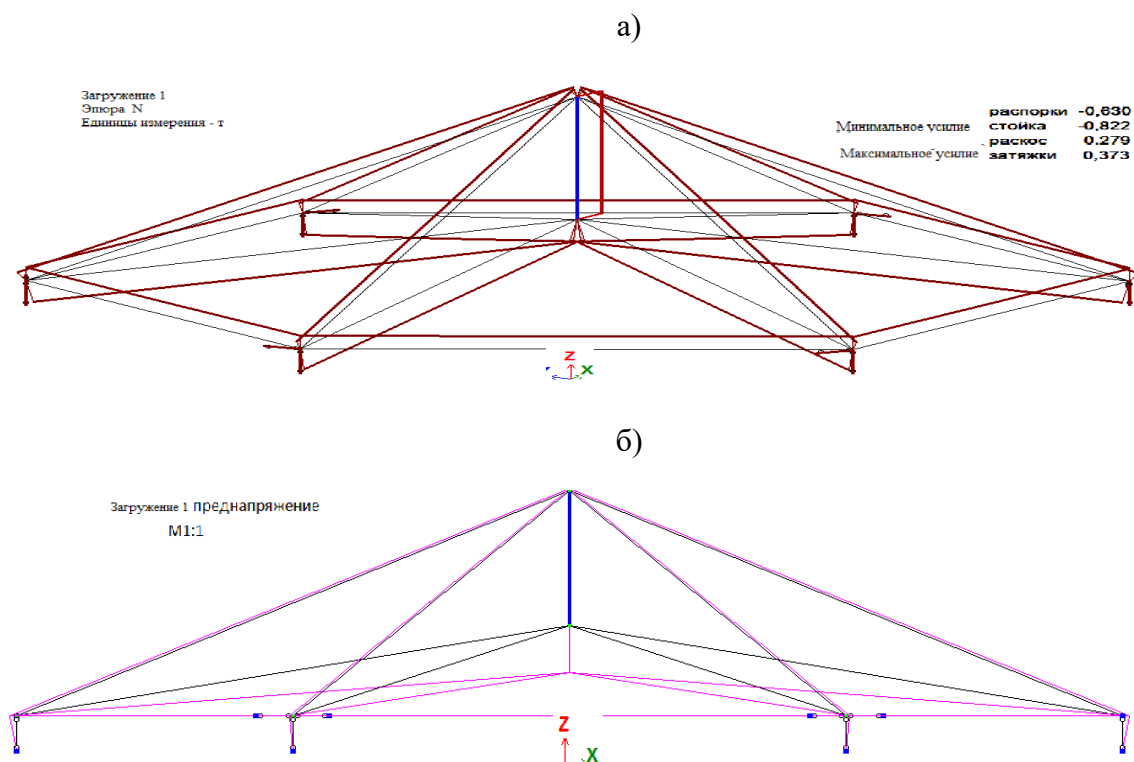 а)
Загружение 1
Эпюра N
Единицы измерения - т
распорки -0,630
Минимальное усилие стойка -0,822
раскос 0.279
Максимальное усилие затяжки 0,373
Z
X
б)
Загружение 1 преднапряжение
М1:1
Z
X